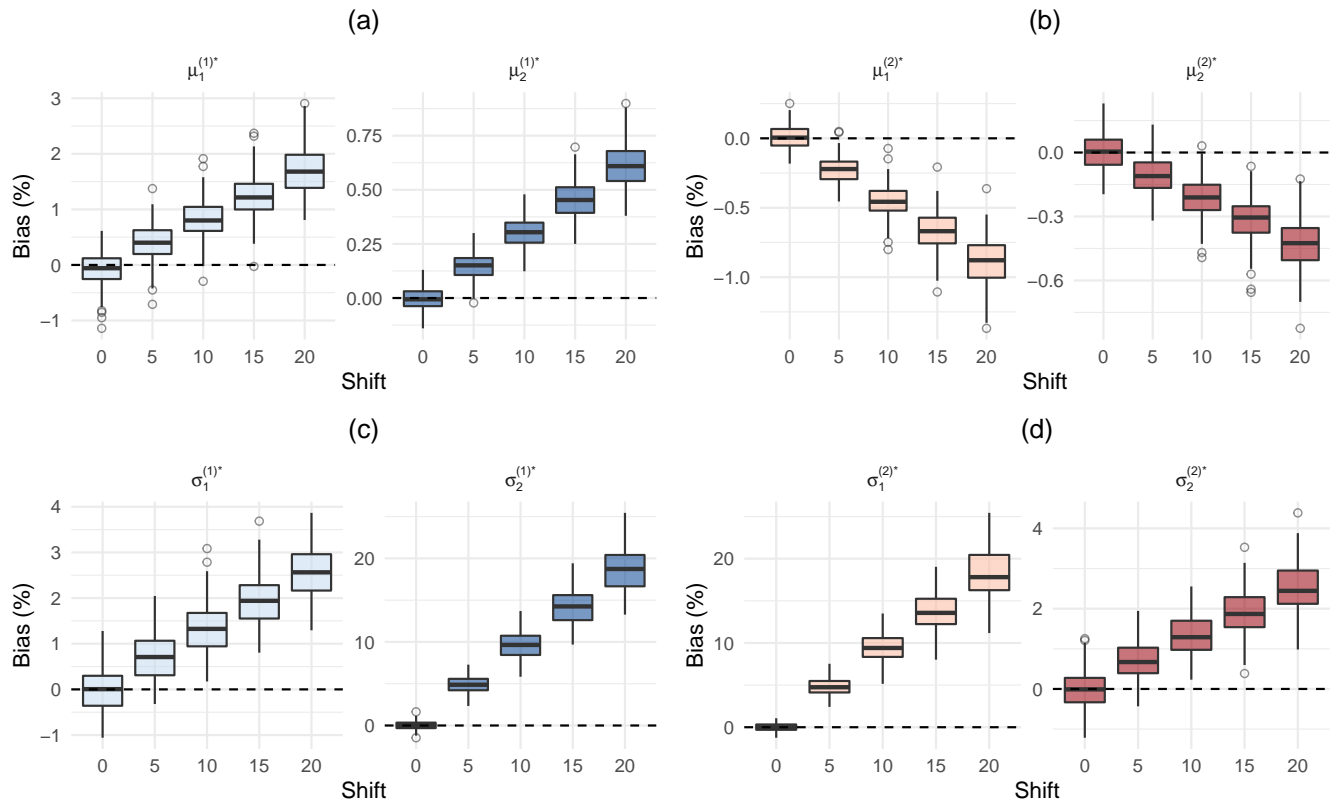 (a)
μ₁⁽¹⁾* μ₂⁽¹⁾*
Bias (%)
3
2
1
0
−1
0.75
0.50
0.25
0.00
0 5 10 15 20 0 5 10 15 20
Shift
(b)
μ₁⁽²⁾* μ₂⁽²⁾*
Bias (%)
0.0
−0.5
−1.0
0.0
−0.3
−0.6
0 5 10 15 20 0 5 10 15 20
Shift
(c)
σ₁⁽¹⁾* σ₂⁽¹⁾*
Bias (%)
4
3
2
1
0
−1
20
10
0
0 5 10 15 20 0 5 10 15 20
Shift
(d)
σ₁⁽²⁾* σ₂⁽²⁾*
Bias (%)
20
10
0
4
2
0
0 5 10 15 20 0 5 10 15 20
Shift